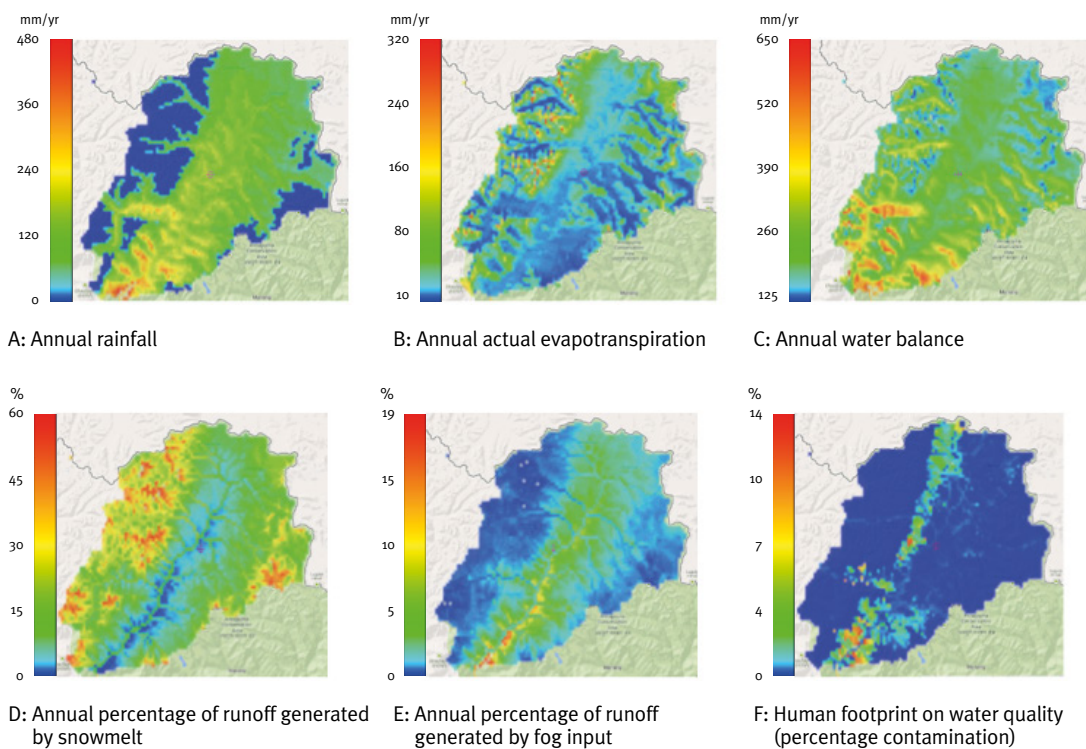 mm/yr
480
360
240
120
0
A: Annual rainfall
mm/yr
320
240
160
80
10
B: Annual actual evapotranspiration
mm/yr
650
520
390
260
125
C: Annual water balance
%
60
45
30
15
0
D: Annual percentage of runoff generated
by snowmelt
%
19
15
10
5
0
E: Annual percentage of runoff
generated by fog input
%
14
10
7
4
0
F: Human footprint on water quality
(percentage contamination)